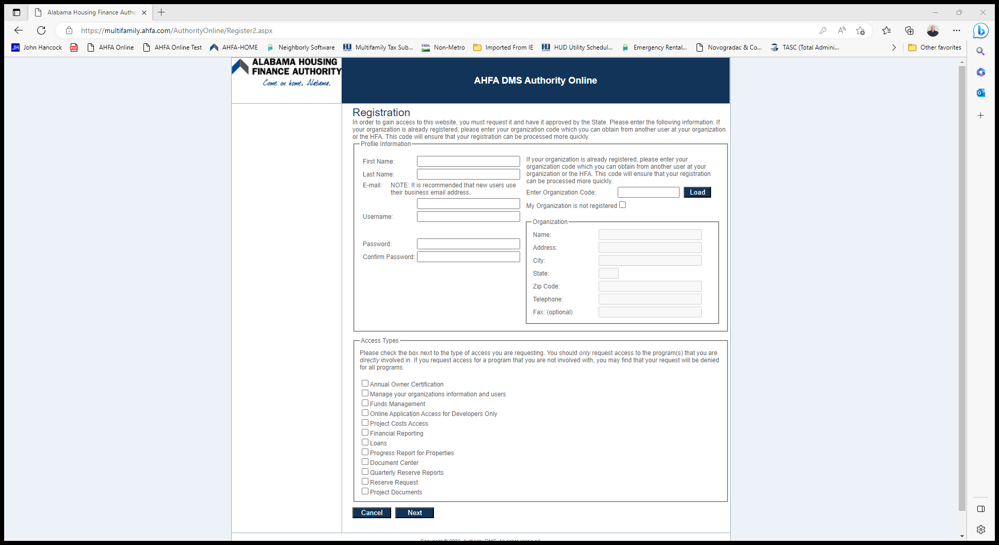 Alabama Housing Finance Autho
https://multifamily.ahfa.com/AuthorityOnline/Register2.aspx
JH John Hancock PDF AHFA Online AHFA Online Test AHFA-HOME Neighborly Software Multifamily Tax Sub... USDA Non-Metro Imported From IE HUD Utility Schedul... Emergency Rental... Novogradac & Co... TASC (Total Admini... Other favorites
ALABAMA HOUSING
FINANCE AUTHORITY
Come on home. Alabama.
AHFA DMS Authority Online
Registration
In order to gain access to this website, you must request it and have it approved by the State. Please enter the following information: If
your organization is already registered, please enter your organization code which you can obtain from another user at your organization
or the HFA. This code will ensure that your registration can be processed more quickly.
Profile Information
First Name:
Last Name:
E-mail: NOTE: It is recommended that new users use
their business email address.
Username:
Password:
Confirm Password:
If your organization is already registered, please enter your
organization code which you can obtain from another user at your
organization or the HFA. This code will ensure that your registration
can be processed more quickly.
Enter Organization Code: Load
My Organization is not registered
Organization
Name:
Address:
City:
State:
Zip Code:
Telephone:
Fax: (optional)
Access Types
Please check the box next to the type of access you are requesting. You should only request access to the program(s) that you are
directly involved in. If you request access for a program that you are not involved with, you may find that your request will be denied
for all programs.
Annual Owner Certification
Manage your organizations information and users
Funds Management
Online Application Access for Developers Only
Project Costs Access
Financial Reporting
Loans
Progress Report for Properties
Document Center
Quarterly Reserve Reports
Reserve Request
Project Documents
Cancel Next